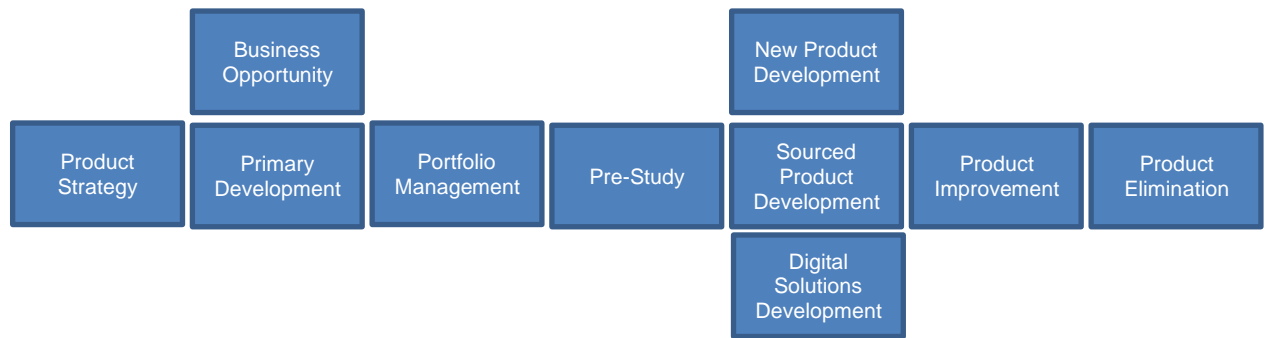 Business
Opportunity
New Product
Development
Product
Strategy
Primary
Development
Portfolio
Management
Pre-Study
Sourced
Product
Development
Product
Improvement
Product
Elimination
Digital
Solutions
Development